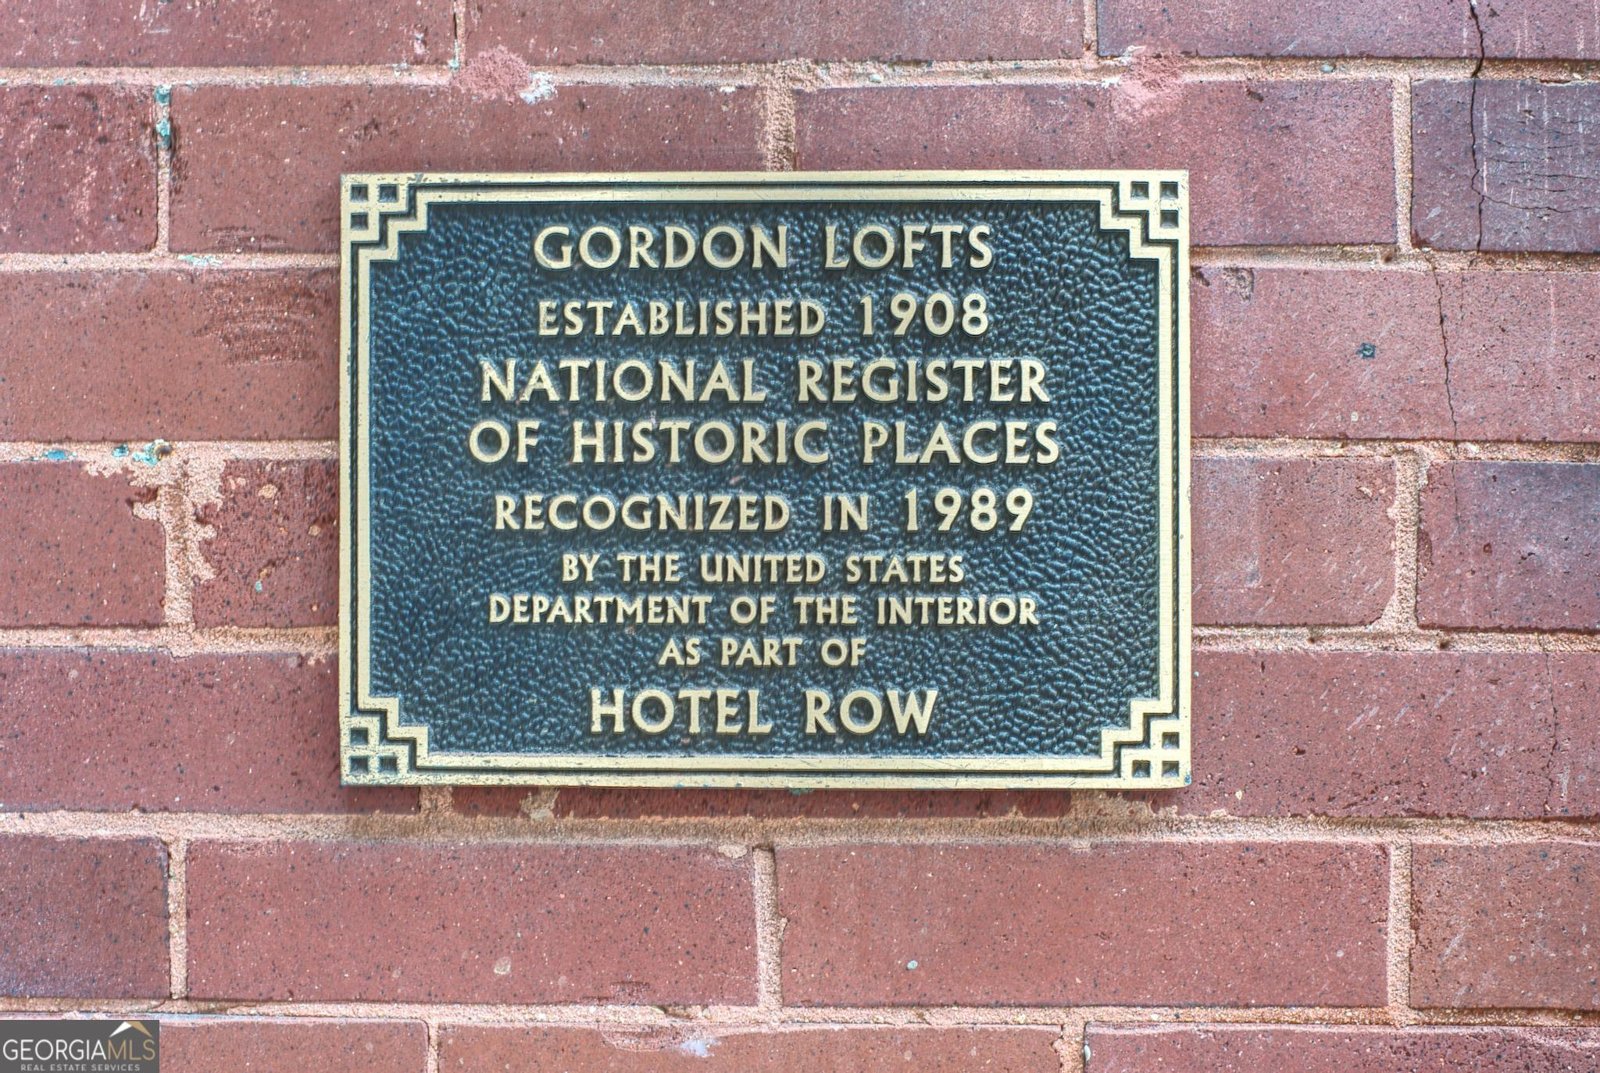 GORDON LOFTS
ESTABLISHED 1908
NATIONAL REGISTER
OF HISTORIC PLACES
RECOGNIZED IN 1989
BY THE UNITED STATES
DEPARTMENT OF THE INTERIOR
AS PART OF
HOTEL ROW
GEORGIAMLS
REAL ESTATE SERVICES